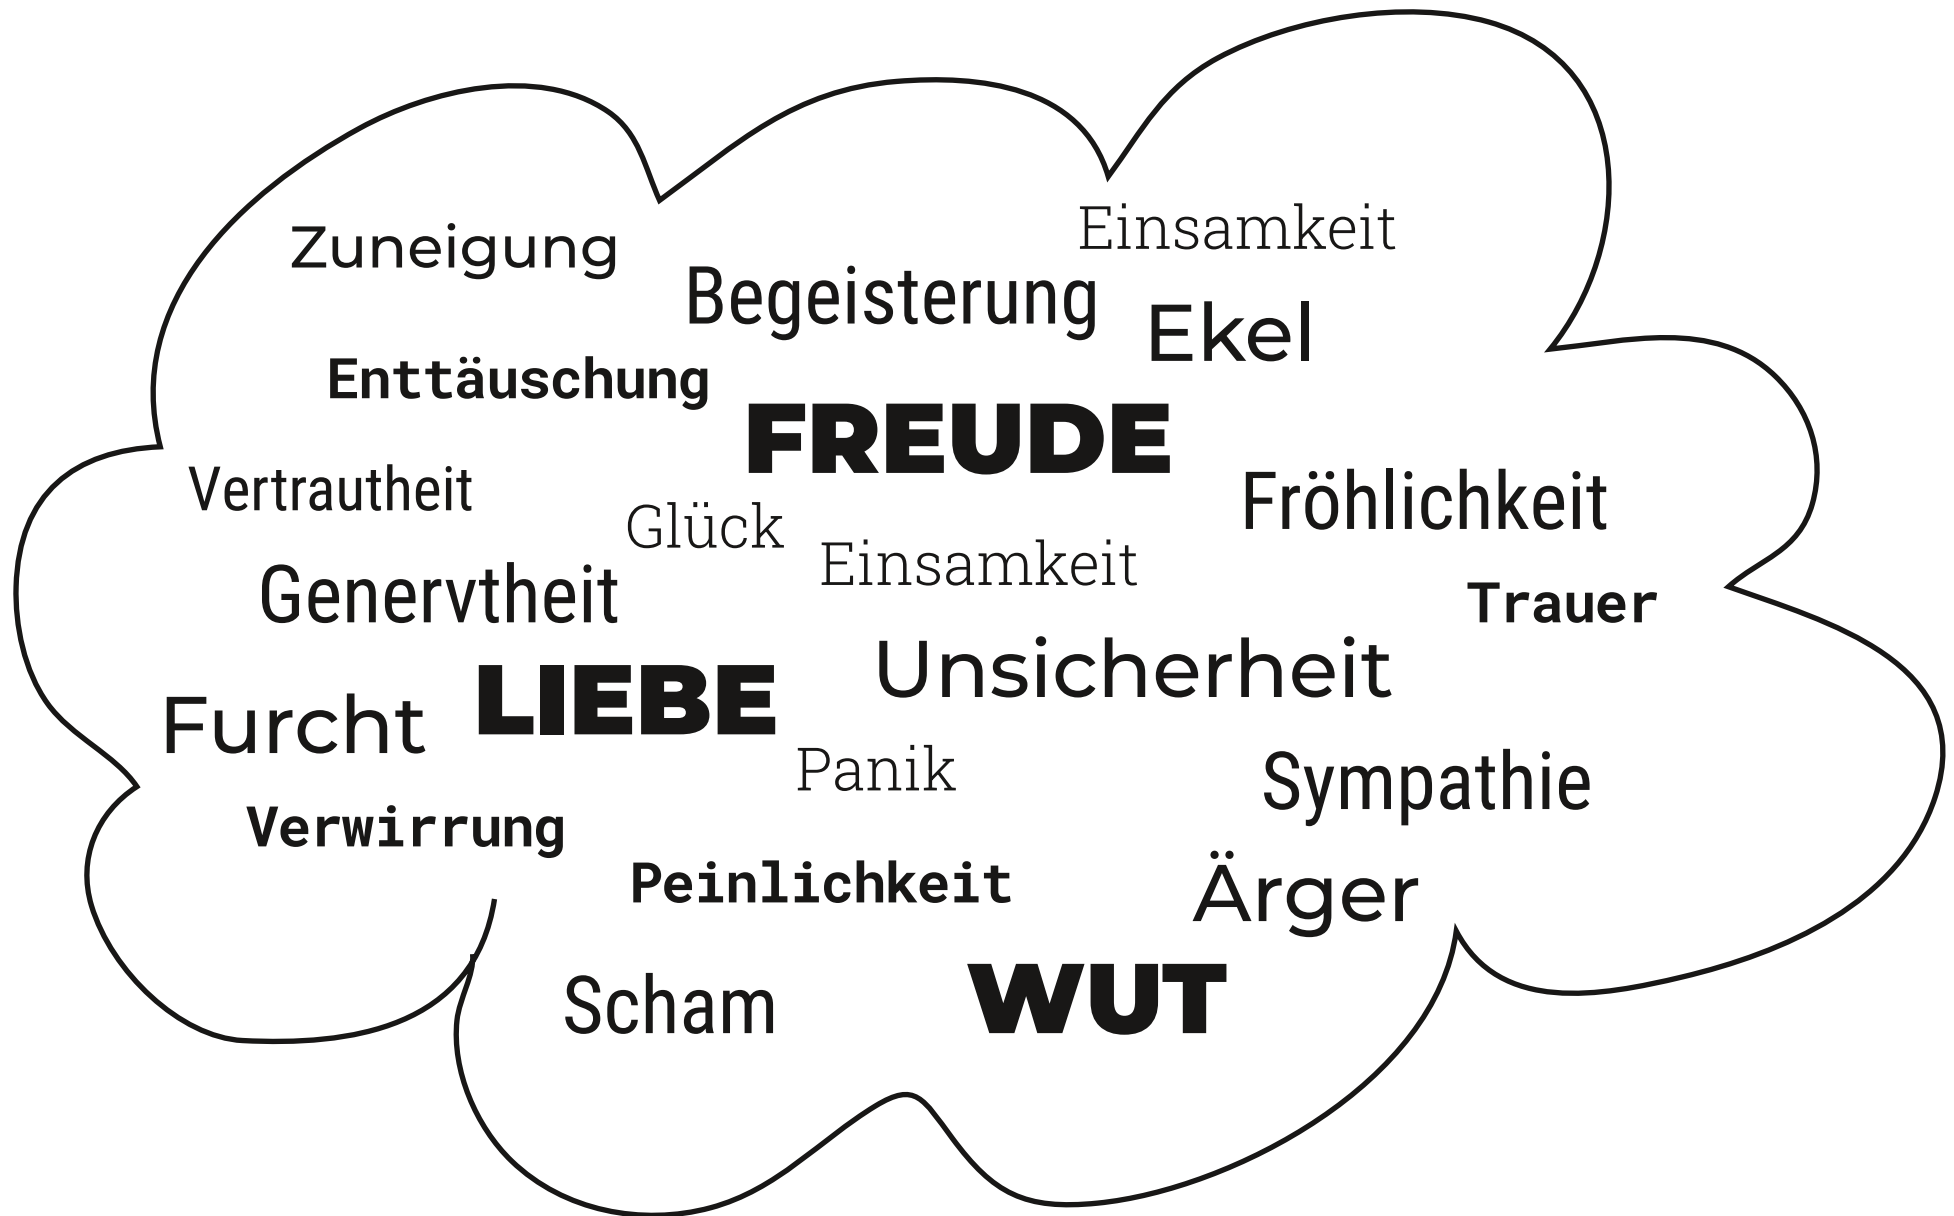 Einsamkeit
Zuneigung
Begeisterung
Ekel
Enttäuschung
FREUDE
Vertrautheit
Fröhlichkeit
Glück
Einsamkeit
Genervtheit
Trauer
Unsicherheit
LIEBE
Furcht
Panik
Sympathie
Verwirrung
Peinlichkeit
Ärger
Scham
WUT